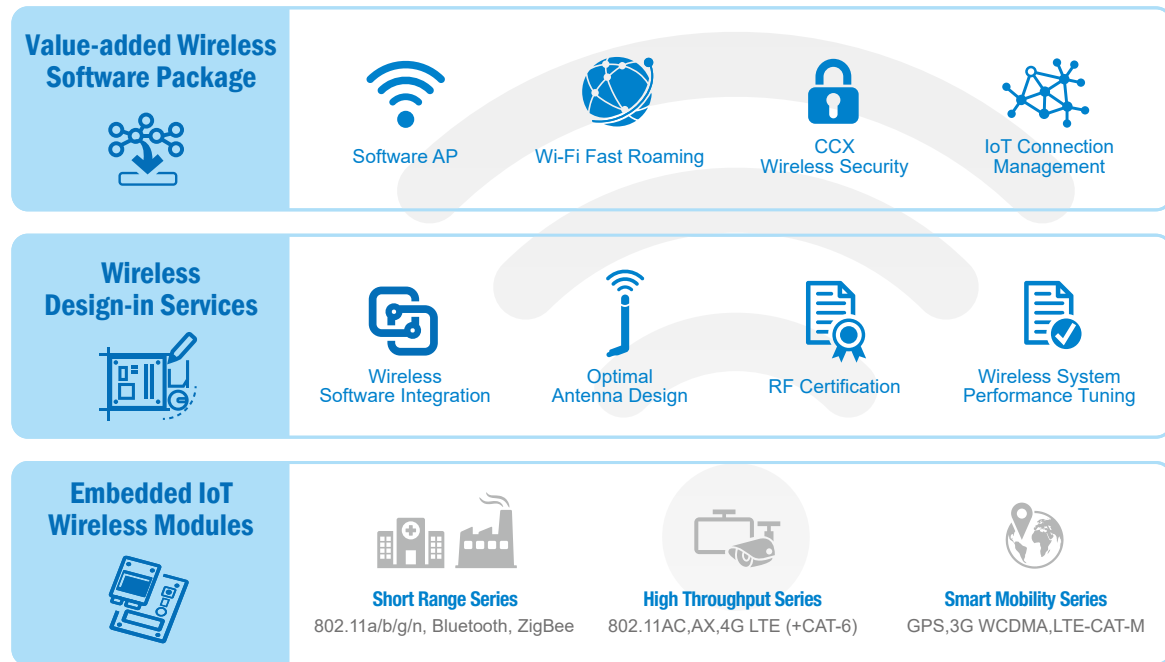 Value-added Wireless
Software Package
Software AP
Wi-Fi Fast Roaming
CCX
Wireless Security
IoT Connection
Management
Wireless
Design-in Services
Wireless
Software Integration
Optimal
Antenna Design
RF Certification
Wireless System
Performance Tuning
Embedded IoT
Wireless Modules
Short Range Series
802.11a/b/g/n, Bluetooth, ZigBee
High Throughput Series
802.11AC,AX,4G LTE (+CAT-6)
Smart Mobility Series
GPS,3G WCDMA,LTE-CAT-M